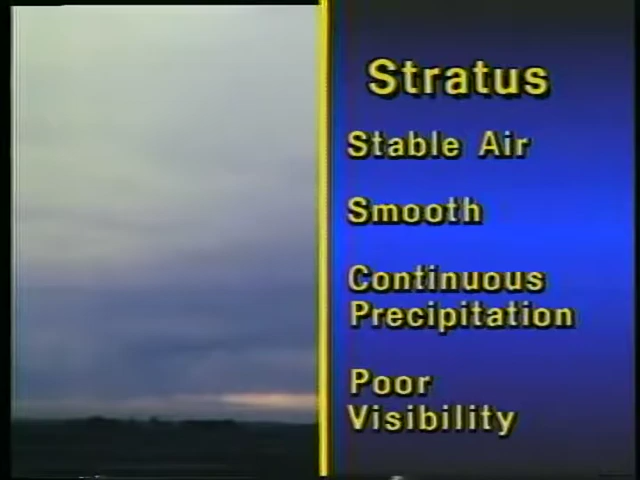 Stratus
Stable Air
Smooth
Continuous
Precipitation
Poor
Visibility